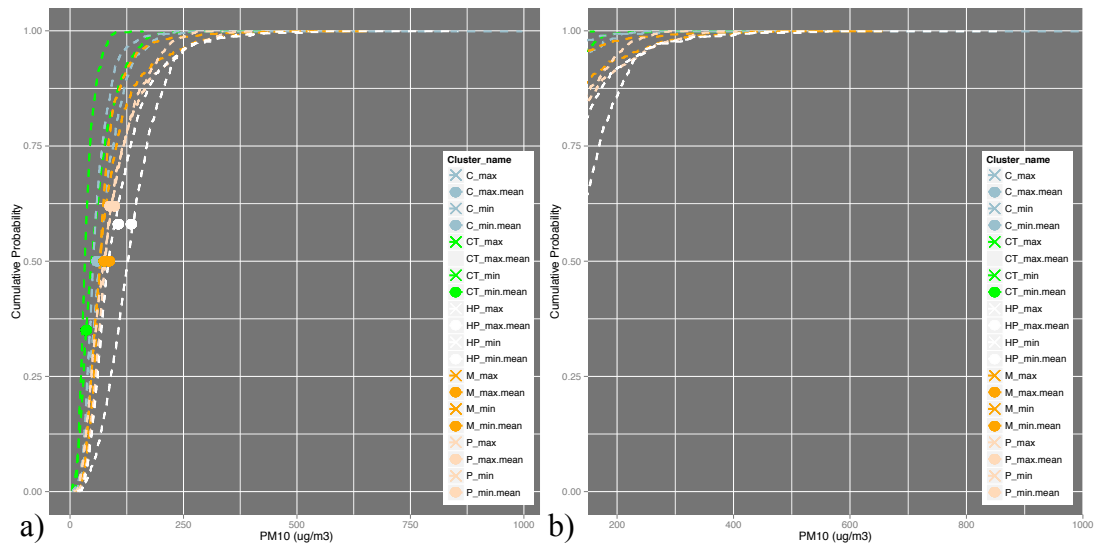 1.00
0.75
0.50
0.25
0.00
Cumulative Probability
0
250
500
750
1000
PM10 (ug/m3)
Cluster_name
C_max
C_max.mean
C_min
C_min.mean
CT_max
CT_max.mean
CT_min
CT_min.mean
HP_max
HP_max.mean
HP_min
HP_min.mean
M_max
M_max.mean
M_min
M_min.mean
P_max
P_max.mean
P_min
P_min.mean
a)
1.00
0.75
0.50
0.25
0.00
Cumulative Probability
200
400
600
800
1000
PM10 (ug/m3)
Cluster_name
C_max
C_max.mean
C_min
C_min.mean
CT_max
CT_max.mean
CT_min
CT_min.mean
HP_max
HP_max.mean
HP_min
HP_min.mean
M_max
M_max.mean
M_min
M_min.mean
P_max
P_max.mean
P_min
P_min.mean
b)